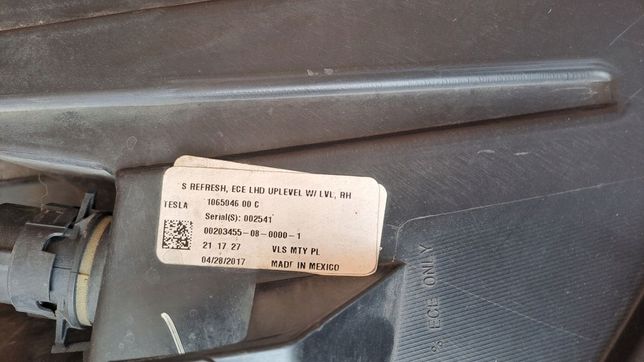 S REFRESH, ECE LHD UPLEVEL W/ LVL, RH
TESLA 1065946 00 C
Serial(S): 002541
00203455-08-0000-1
21 17 27 VLS MTY PL
04/28/2017 MADE IN MEXICO
ECE ONLY